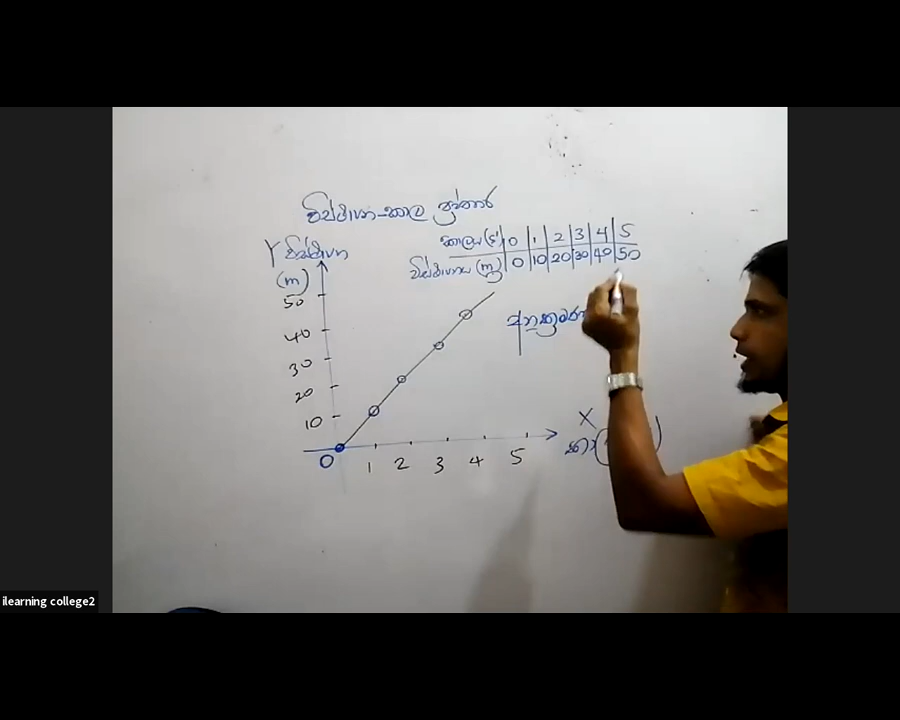 විස්ථාපන-කාල ප්‍රස්තාර
Y විස්ථාපන
(m)
කාලය (s) 0 1 2 3 4 5
විස්ථාපනය (m) 0 10 20 30 40 50
50
40
30
20
10
0 1 2 3 4 5
X
ilearning college2